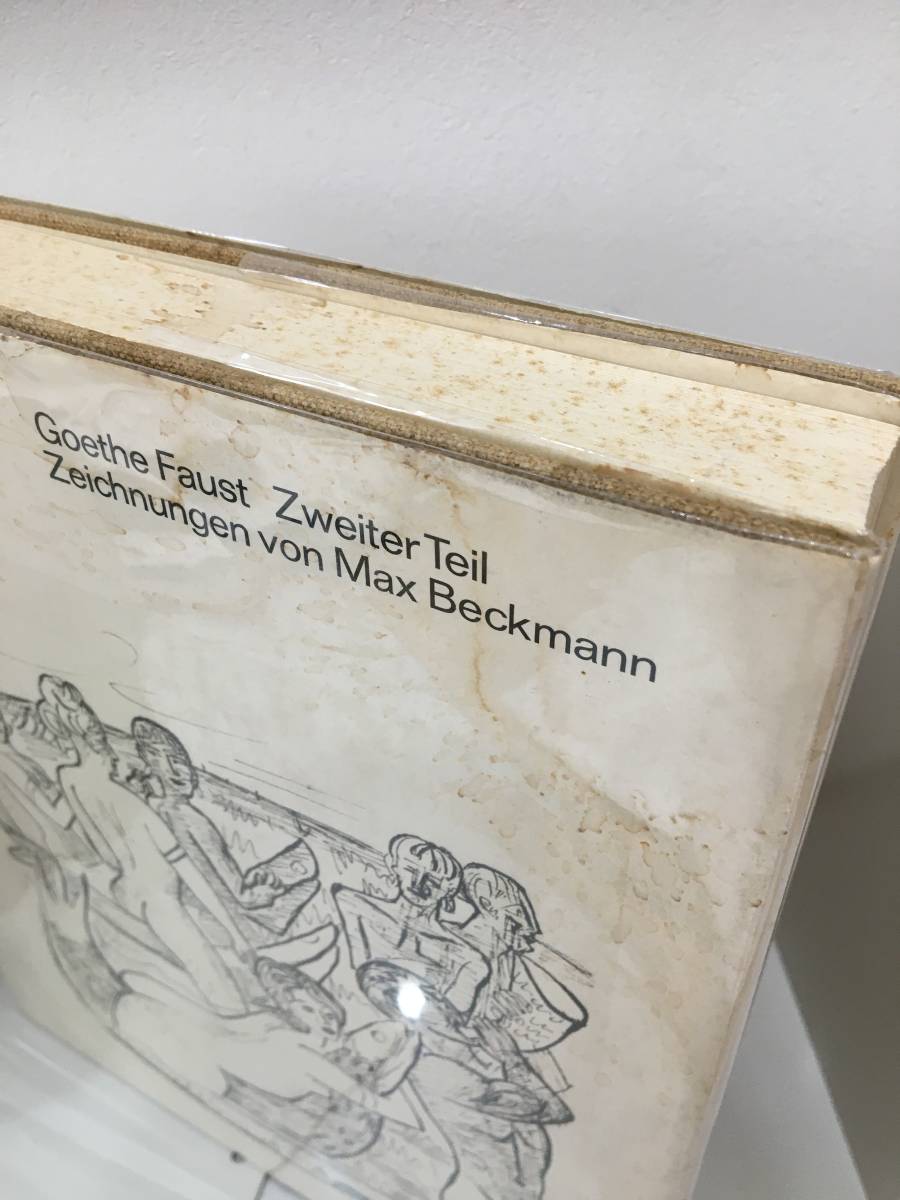 Goethe Faust Zweiter Teil
Zeichnungen von Max Beckmann